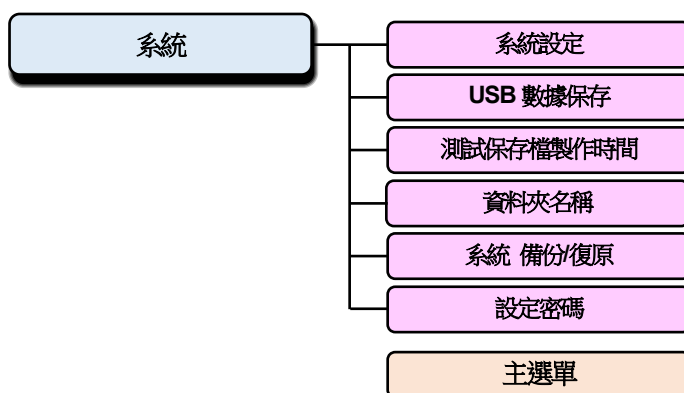 系統
系統設定
USB 數據保存
測試保存檔製作時間
資料夾名稱
系統 備份/復原
設定密碼
主選單